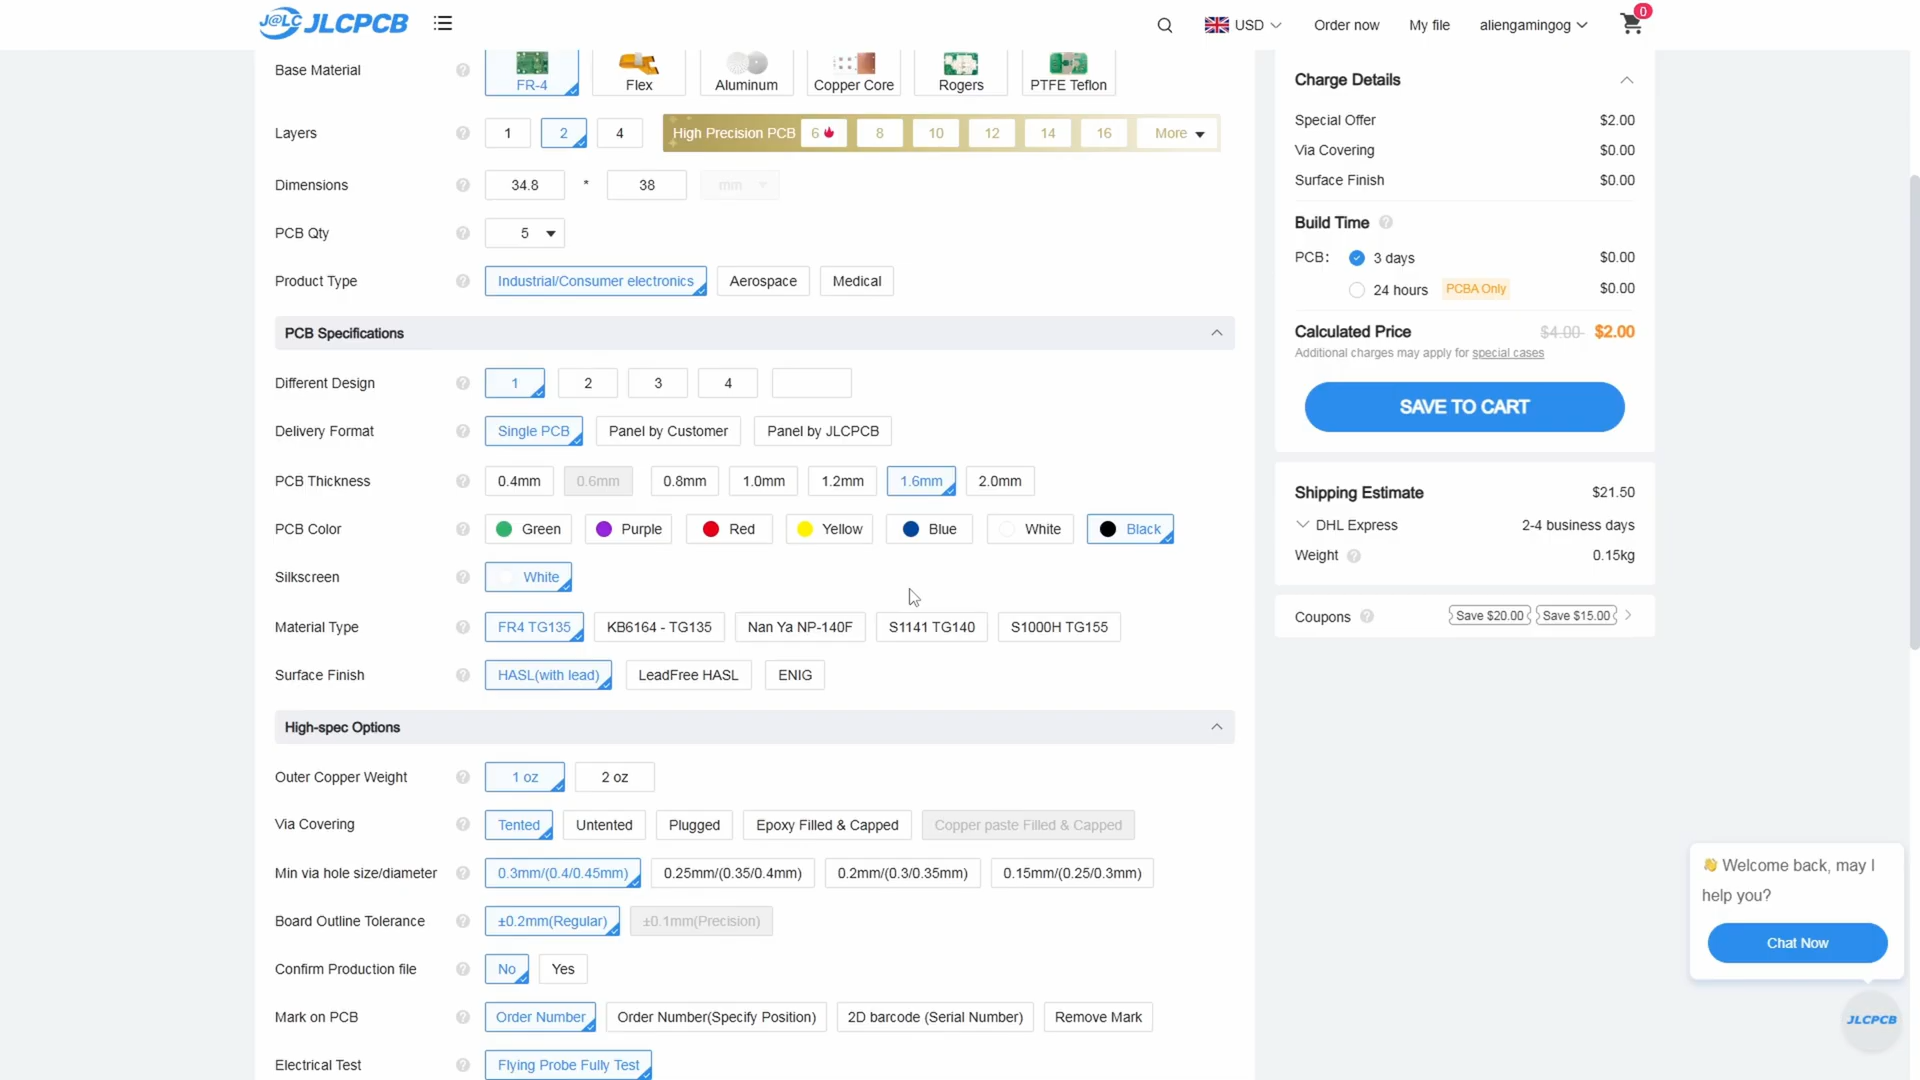 J@LC JLCPCB
USD
Order now
My file
aliengamingog
0
Base Material
FR-4
Flex
Aluminum
Copper Core
Rogers
PTFE Teflon
Layers
1
2
4
High Precision PCB
6
8
10
12
14
16
More
Dimensions
34.8
*
38
mm
PCB Qty
5
Product Type
Industrial/Consumer electronics
Aerospace
Medical
PCB Specifications
Different Design
1
2
3
4
Delivery Format
Single PCB
Panel by Customer
Panel by JLCPCB
PCB Thickness
0.4mm
0.6mm
0.8mm
1.0mm
1.2mm
1.6mm
2.0mm
PCB Color
Green
Purple
Red
Yellow
Blue
White
Black
Silkscreen
White
Material Type
FR4 TG135
KB6164 - TG135
Nan Ya NP-140F
S1141 TG140
S1000H TG155
Surface Finish
HASL(with lead)
LeadFree HASL
ENIG
High-spec Options
Outer Copper Weight
1 oz
2 oz
Via Covering
Tented
Untented
Plugged
Epoxy Filled & Capped
Copper paste Filled & Capped
Min via hole size/diameter
0.3mm/(0.4/0.45mm)
0.25mm/(0.35/0.4mm)
0.2mm/(0.3/0.35mm)
0.15mm/(0.25/0.3mm)
Board Outline Tolerance
±0.2mm(Regular)
±0.1mm(Precision)
Confirm Production file
No
Yes
Mark on PCB
Order Number
Order Number(Specify Position)
2D barcode (Serial Number)
Remove Mark
Electrical Test
Flying Probe Fully Test
Charge Details
Special Offer $2.00
Via Covering $0.00
Surface Finish $0.00
Build Time
PCB: 3 days $0.00
24 hours PCBA Only $0.00
Calculated Price $4.00 $2.00
Additional charges may apply for special cases
SAVE TO CART
Shipping Estimate $21.50
DHL Express 2-4 business days
Weight 0.15kg
Coupons Save $20.00 Save $15.00
👋 Welcome back, may I
help you?
Chat Now
JLCPCB